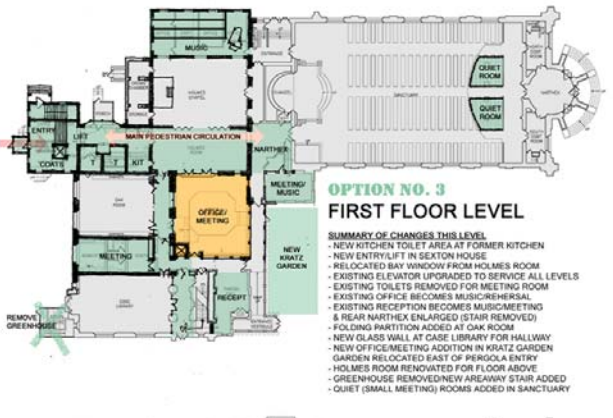 MUSIC
ENTRY
LIFT
COATS
T
T
KIT
MAIN PEDESTRIAN CIRCULATION
NARTHEX
SANCTUARY
QUIET
ROOM
QUIET
ROOM
MEETING/
MUSIC
OFFICE/
MEETING
MEETING
NEW
KRATZ
GARDEN
RECEPT
REMOVE
GREENHOUSE
OPTION NO. 3
FIRST FLOOR LEVEL
SUMMARY OF CHANGES THIS LEVEL
- NEW KITCHEN TOILET AREA AT FORMER KITCHEN
- NEW ENTRY/LIFT IN SEXTON HOUSE
- RELOCATED BAY WINDOW FROM HOLMES ROOM
- EXISTING ELEVATOR UPGRADED TO SERVICE ALL LEVELS
- EXISTING TOILETS REMOVED FOR MEETING ROOM
- EXISTING OFFICE BECOMES MUSIC/REHERSAL
- EXISTING RECEPTION BECOMES MUSIC/MEETING
& REAR NARTHEX ENLARGED (STAIR REMOVED)
- FOLDING PARTITION ADDED AT OAK ROOM
- NEW GLASS WALL AT CASE LIBRARY FOR HALLWAY
- NEW OFFICE/MEETING ADDITION IN KRATZ GARDEN
GARDEN RELOCATED EAST OF PERGOLA ENTRY
- HOLMES ROOM RENOVATED FOR FLOOR ABOVE
- GREENHOUSE REMOVED/NEW AREAWAY STAIR ADDED
- QUIET (SMALL MEETING) ROOMS ADDED IN SANCTUARY